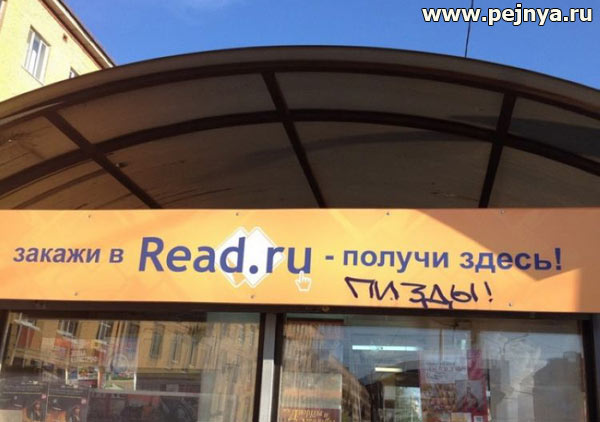 www.pejnya.ru
закажи в Read.ru - получи здесь!
ПИЗДЫ!